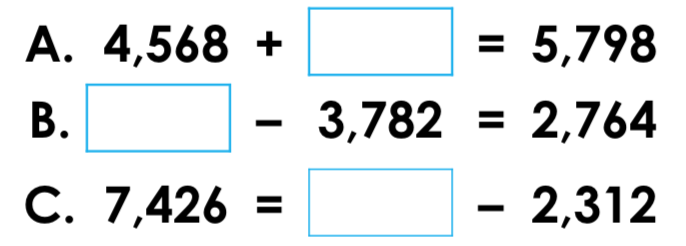 A. 4,568 + = 5,798
B. – 3,782 = 2,764
C. 7,426 = – 2,312